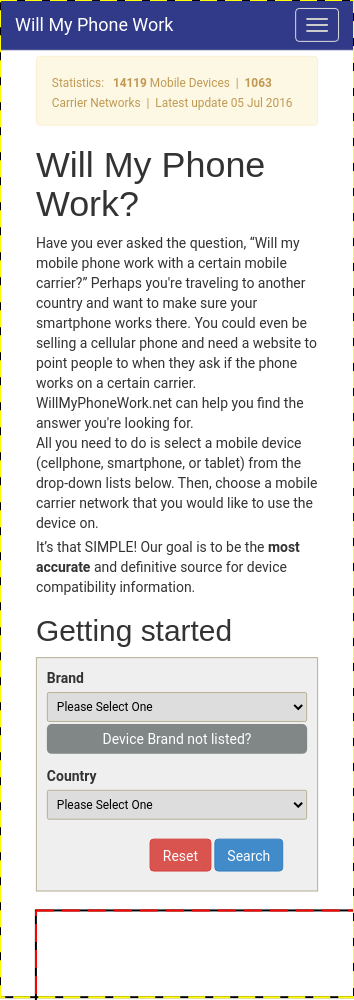 Will My Phone Work
Statistics: 14119 Mobile Devices | 1063
Carrier Networks | Latest update 05 Jul 2016
Will My Phone
Work?
Have you ever asked the question, “Will my
mobile phone work with a certain mobile
carrier?” Perhaps you're traveling to another
country and want to make sure your
smartphone works there. You could even be
selling a cellular phone and need a website to
point people to when they ask if the phone
works on a certain carrier.
WillMyPhoneWork.net can help you find the
answer you're looking for.
All you need to do is select a mobile device
(cellphone, smartphone, or tablet) from the
drop-down lists below. Then, choose a mobile
carrier network that you would like to use the
device on.
It’s that SIMPLE! Our goal is to be the most
accurate and definitive source for device
compatibility information.
Getting started
Brand
Please Select One
Device Brand not listed?
Country
Please Select One
Reset Search